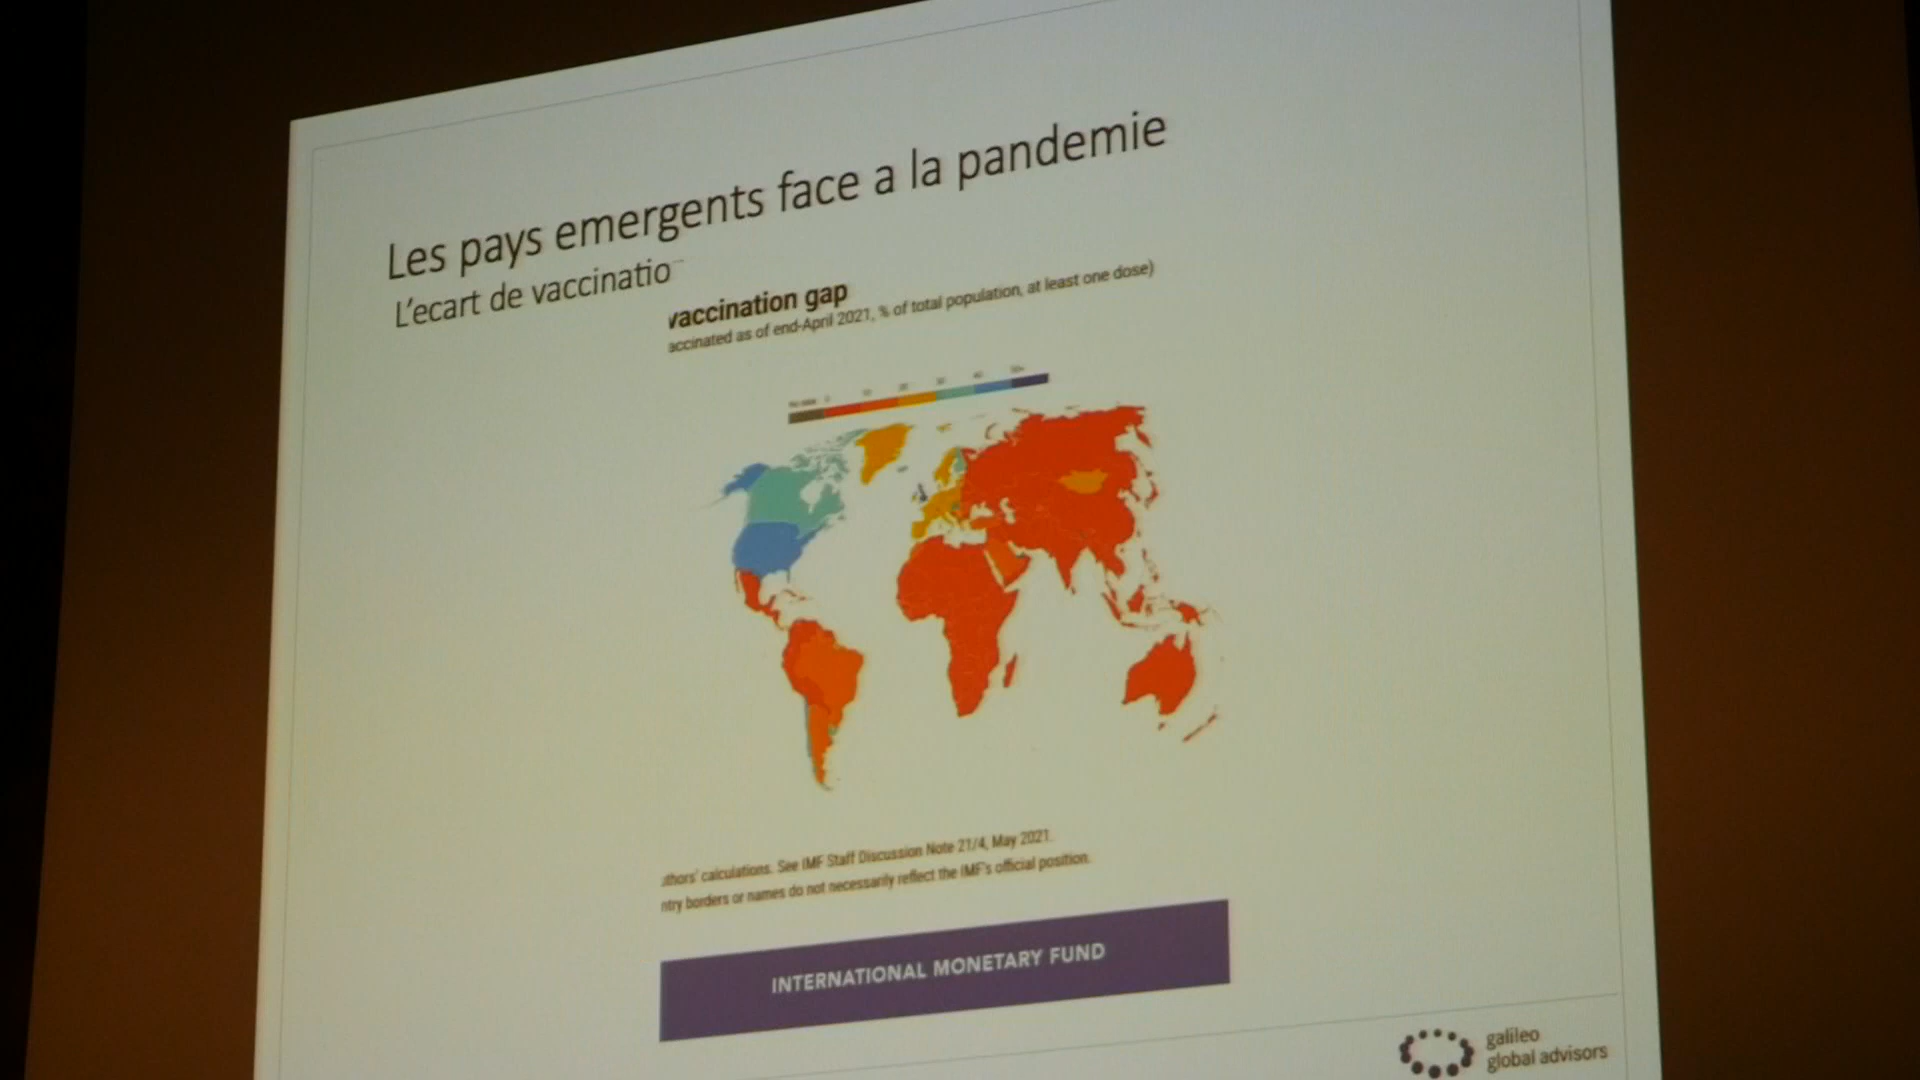 Les pays emergents face a la pandemie
L'ecart de vaccinatio
vaccination gap
accinated as of end-April 2021, % of total population, at least one dose)
thors' calculations. See IMF Staff Discussion Note 21/4, May 2021.
ntry borders or names do not necessarily reflect the IMF's official position.
INTERNATIONAL MONETARY FUND
galileo
global advisors